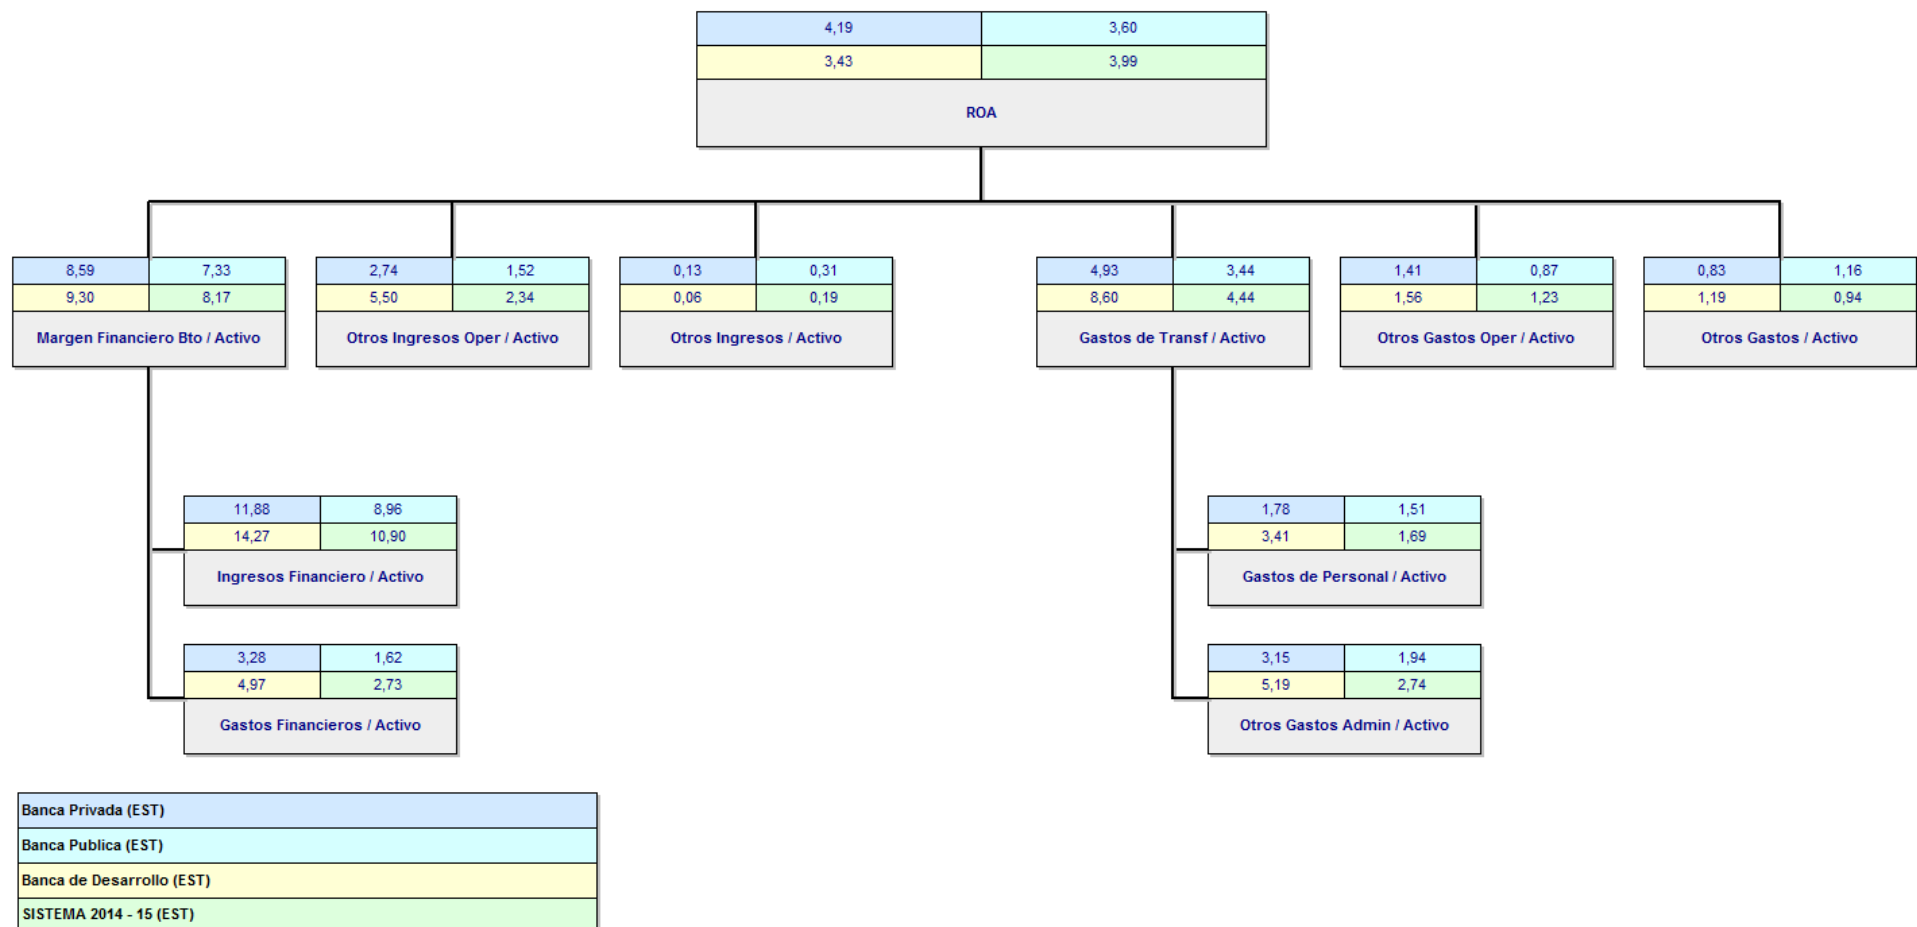 4,19 3,60
3,43 3,99
ROA
8,59 7,33 2,74 1,52 0,13 0,31 4,93 3,44 1,41 0,87 0,83 1,16
9,30 8,17 5,50 2,34 0,06 0,19 8,60 4,44 1,56 1,23 1,19 0,94
Margen Financiero Bto / Activo Otros Ingresos Oper / Activo Otros Ingresos / Activo Gastos de Transf / Activo Otros Gastos Oper / Activo Otros Gastos / Activo
11,88 8,96 1,78 1,51
14,27 10,90 3,41 1,69
Ingresos Financiero / Activo Gastos de Personal / Activo
3,28 1,62 3,15 1,94
4,97 2,73 5,19 2,74
Gastos Financieros / Activo Otros Gastos Admin / Activo
Banca Privada (EST)
Banca Publica (EST)
Banca de Desarrollo (EST)
SISTEMA 2014 - 15 (EST)